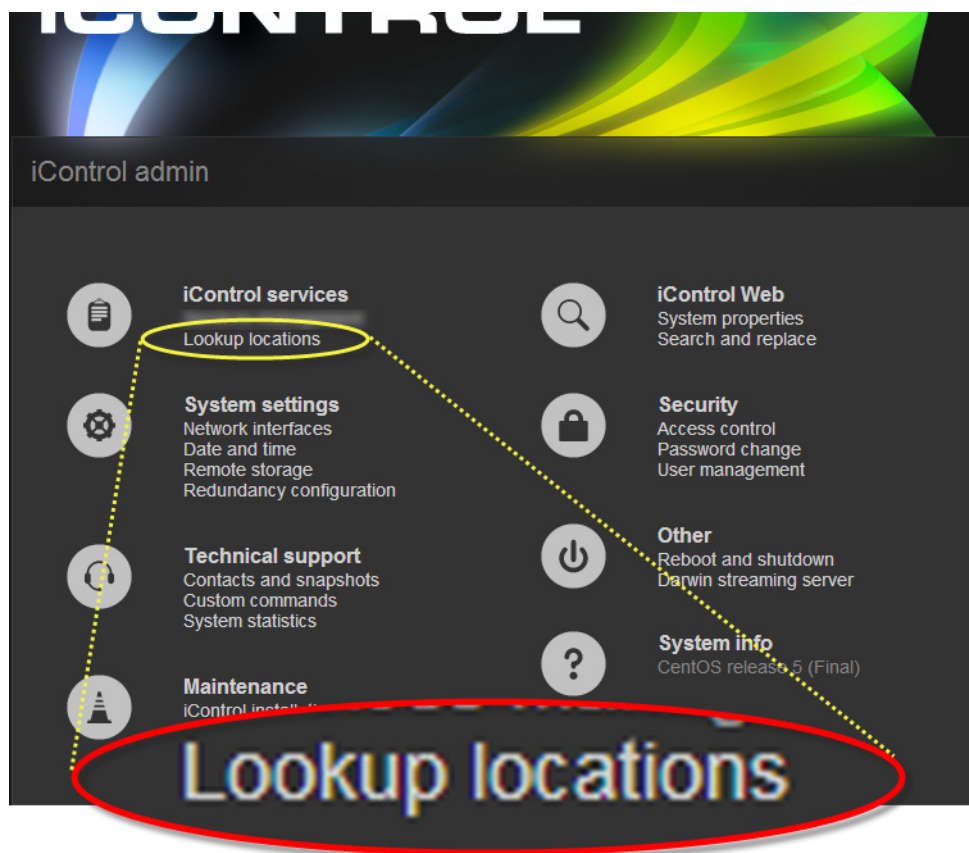 iCONTROL
iControl admin
iControl services
Lookup locations
System settings
Network interfaces
Date and time
Remote storage
Redundancy configuration
Technical support
Contacts and snapshots
Custom commands
System statistics
Maintenance
iControl
iControl Web
System properties
Search and replace
Security
Access control
Password change
User management
Other
Reboot and shutdown
Darwin streaming server
System info
CentOS release 5 (Final)
Lookup locations